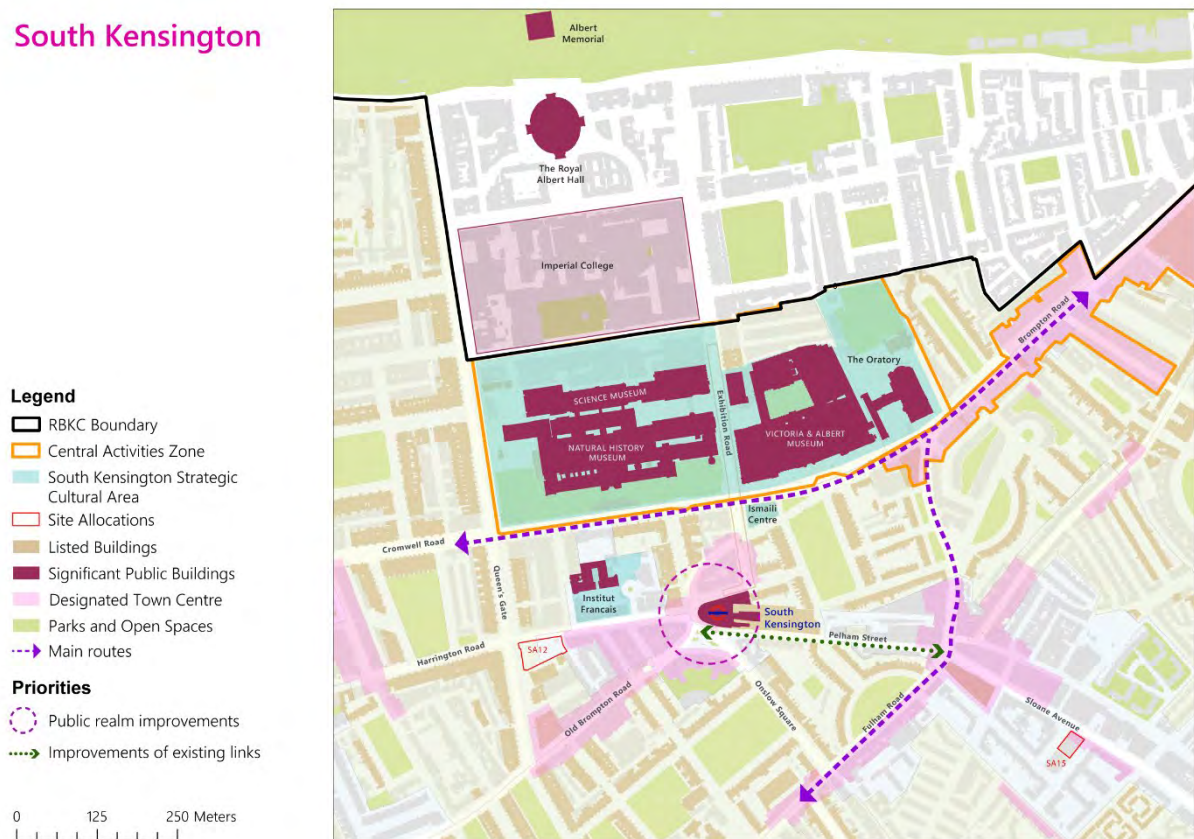 South Kensington
Albert
Memorial
The Royal
Albert Hall
Imperial College
Brompton Road
The Oratory
SCIENCE MUSEUM
Exhibition Road
NATURAL HISTORY
MUSEUM
VICTORIA & ALBERT
MUSEUM
Ismaili
Centre
Cromwell Road
Queen's Gate
Institut
Francais
South
Kensington
Pelham Street
Harrington Road
SA12
Old Brompton Road
Onslow Square
Fulham Road
Sloane Avenue
SA15
Legend
RBKC Boundary
Central Activities Zone
South Kensington Strategic
Cultural Area
Site Allocations
Listed Buildings
Significant Public Buildings
Designated Town Centre
Parks and Open Spaces
Main routes
Priorities
Public realm improvements
Improvements of existing links
0 125 250 Meters